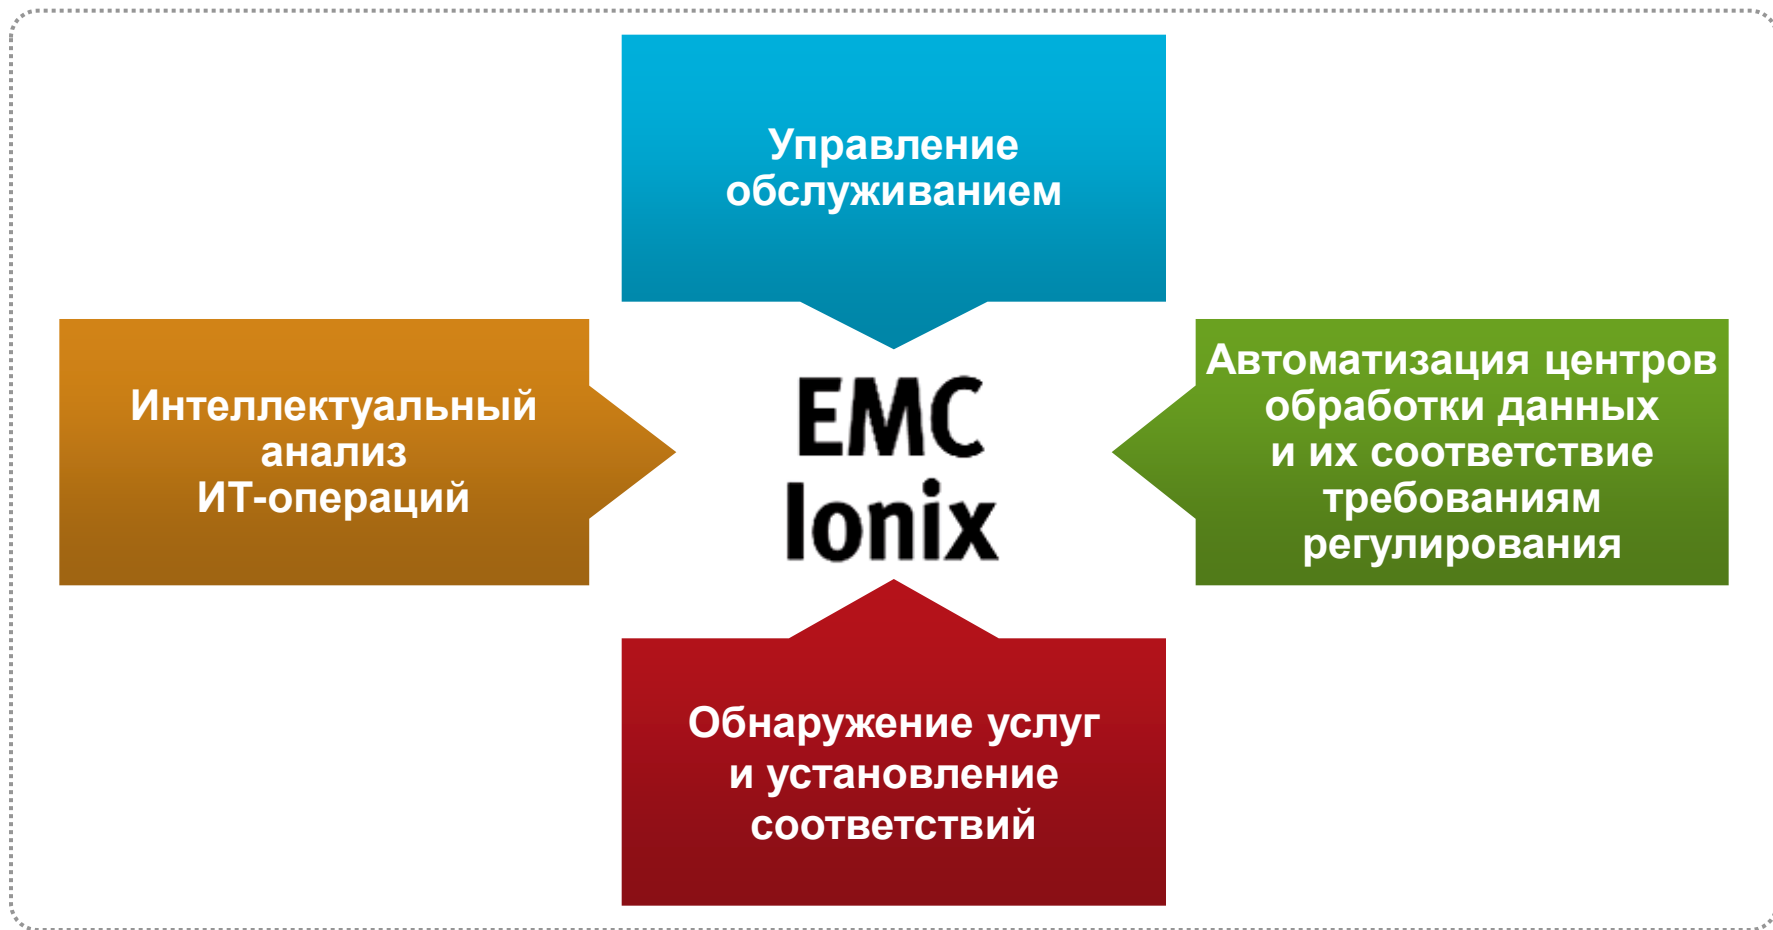 Управление
обслуживанием
Интеллектуальный
анализ
ИТ-операций
EMC
Ionix
Автоматизация центров
обработки данных
и их соответствие
требованиям
регулирования
Обнаружение услуг
и установление
соответствий